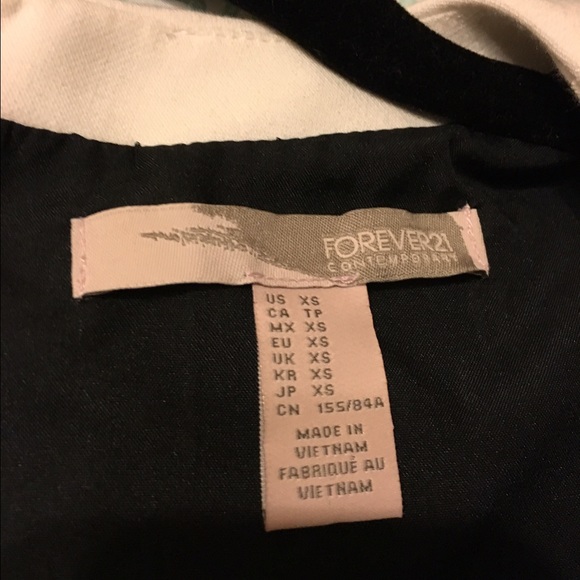 FOREVER21
CONTEMPORARY
US XS
CA TP
MX XS
EU XS
UK XS
KR XS
JP XS
CN 155/84A
MADE IN
VIETNAM
FABRIQUÉ AU
VIETNAM